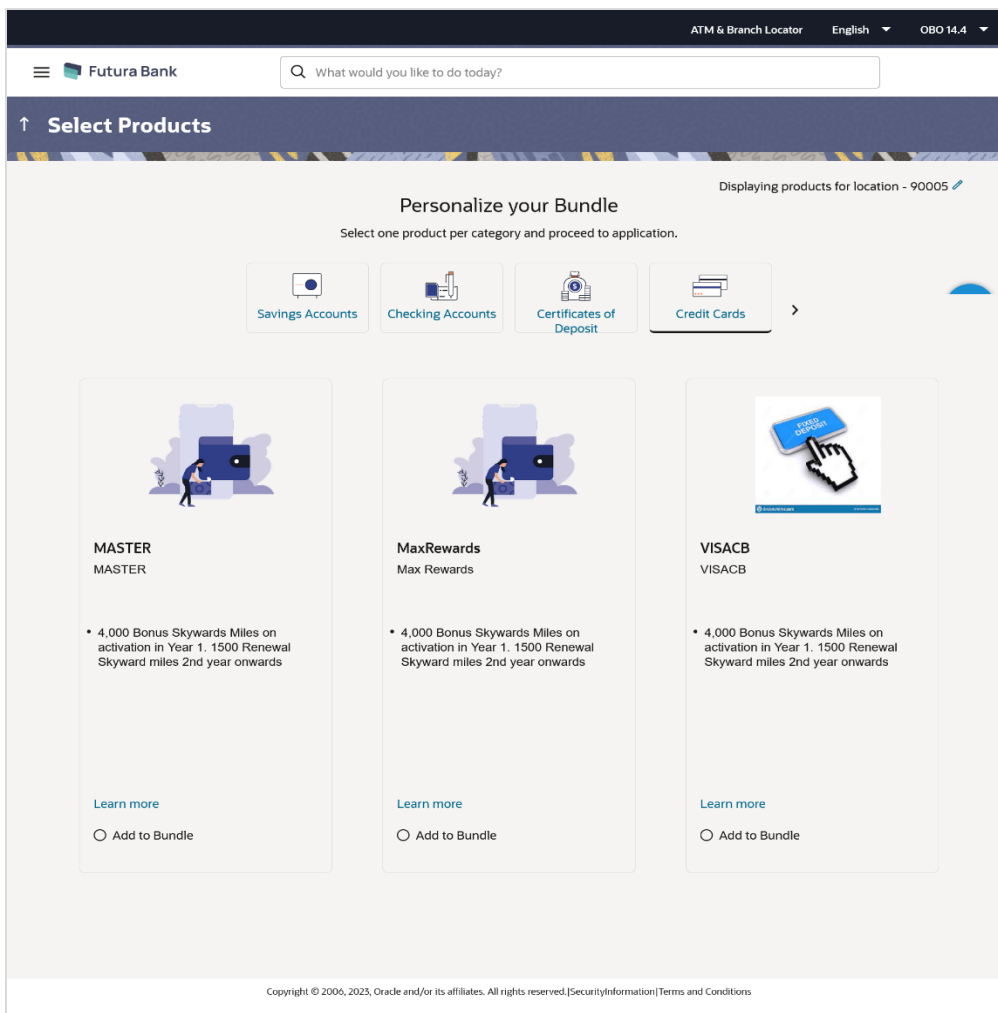 ATM & Branch Locator English OBO 14.4
Futura Bank
What would you like to do today?
Select Products
Displaying products for location - 90005
Personalize your Bundle
Select one product per category and proceed to application.
Savings Accounts
Checking Accounts
Certificates of
Deposit
Credit Cards
FIXED
DEPOSIT
MASTER
MASTER
• 4,000 Bonus Skywards Miles on
activation in Year 1. 1500 Renewal
Skyward miles 2nd year onwards
Learn more
Add to Bundle
MaxRewards
Max Rewards
• 4,000 Bonus Skywards Miles on
activation in Year 1. 1500 Renewal
Skyward miles 2nd year onwards
Learn more
Add to Bundle
VISACB
VISACB
• 4,000 Bonus Skywards Miles on
activation in Year 1. 1500 Renewal
Skyward miles 2nd year onwards
Learn more
Add to Bundle
Copyright © 2006, 2023, Oracle and/or its affiliates. All rights reserved.|SecurityInformation|Terms and Conditions